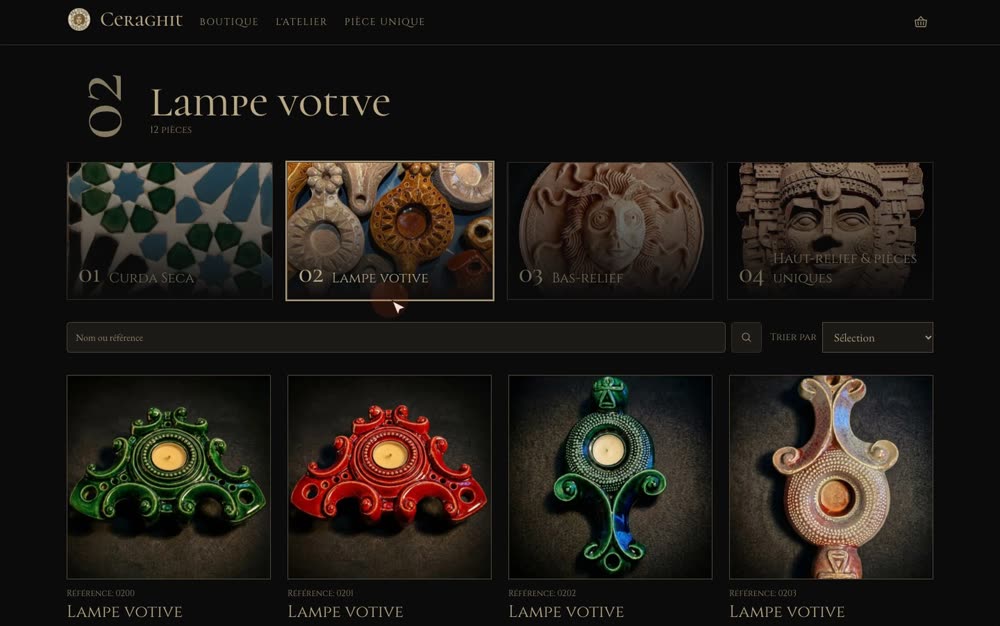 Ceraghit BOUTIQUE L'ATELIER PIÈCE UNIQUE
02 Lampe votive
12 PIÈCES
01 Curda Seca
02 Lampe votive
03 Bas-relief
04 Haut-relief & pièces
uniques
Nom ou référence
Trier par Sélection
Référence: 0200
Lampe votive
Référence: 0201
Lampe votive
Référence: 0202
Lampe votive
Référence: 0203
Lampe votive